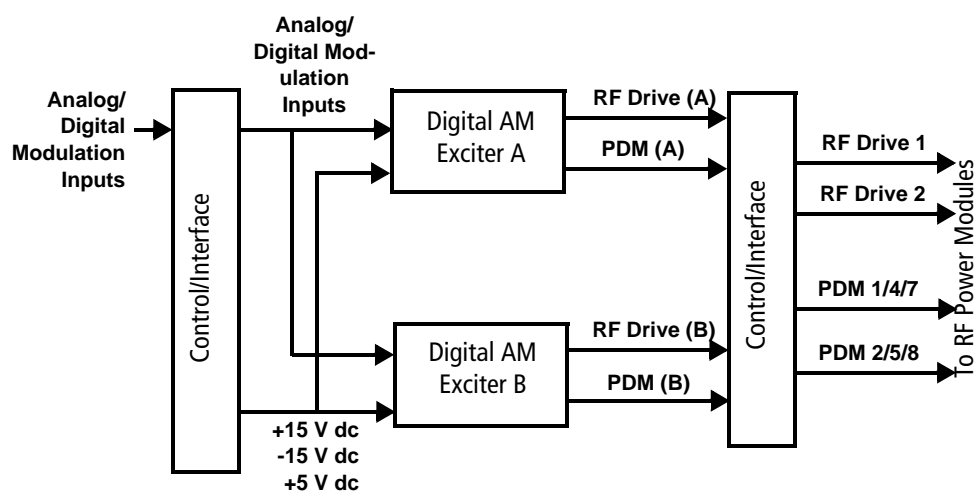 Analog/
Digital
Modulation
Inputs
Control/Interface
Analog/
Digital Mod-
ulation
Inputs
Digital AM
Exciter A
RF Drive (A)
PDM (A)
Digital AM
Exciter B
RF Drive (B)
PDM (B)
+15 V dc
-15 V dc
+5 V dc
Control/Interface
RF Drive 1
RF Drive 2
PDM 1/4/7
PDM 2/5/8
To RF Power Modules